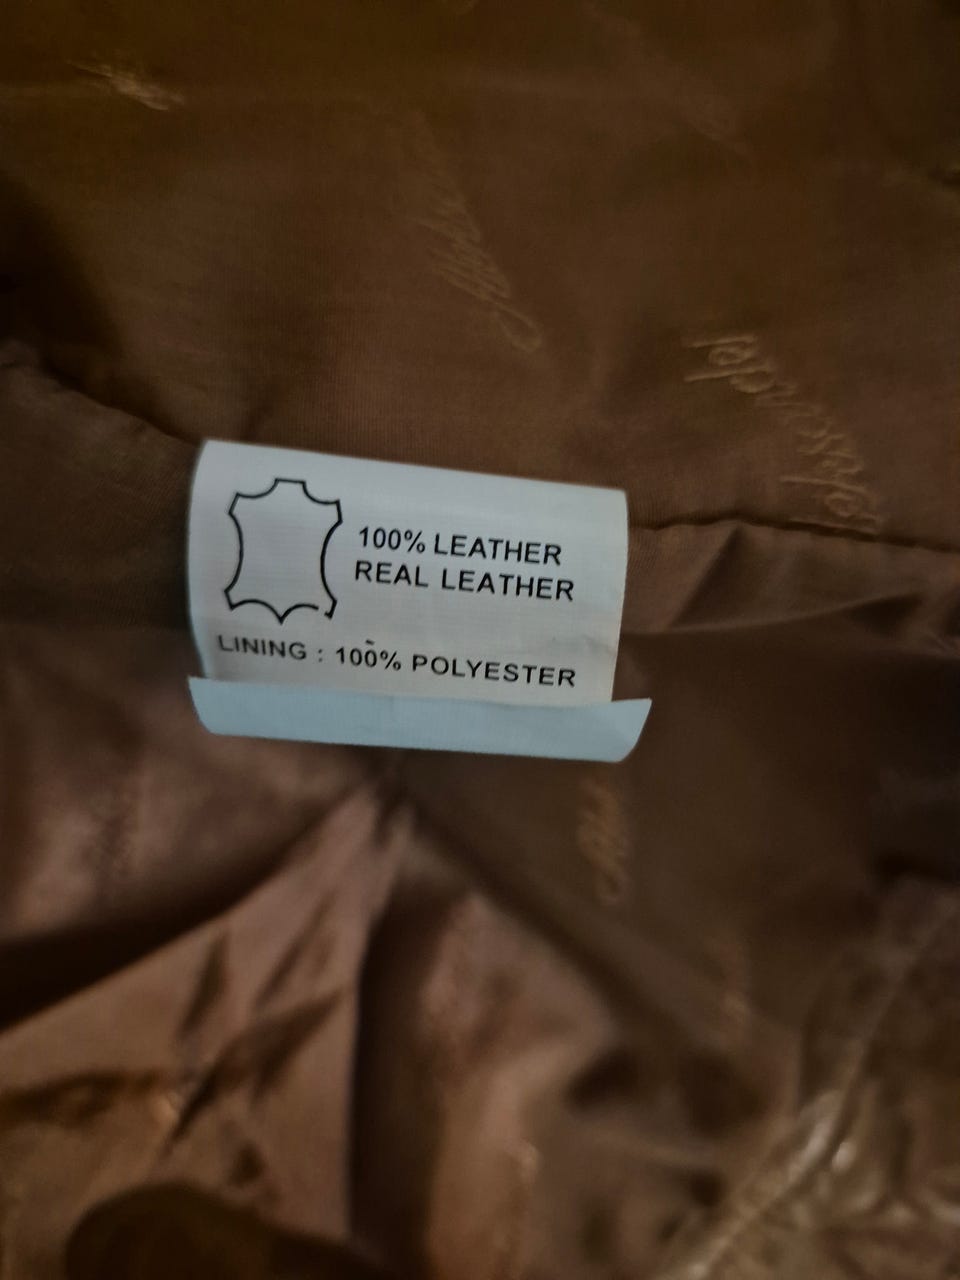 100% LEATHER
REAL LEATHER
LINING : 100% POLYESTER